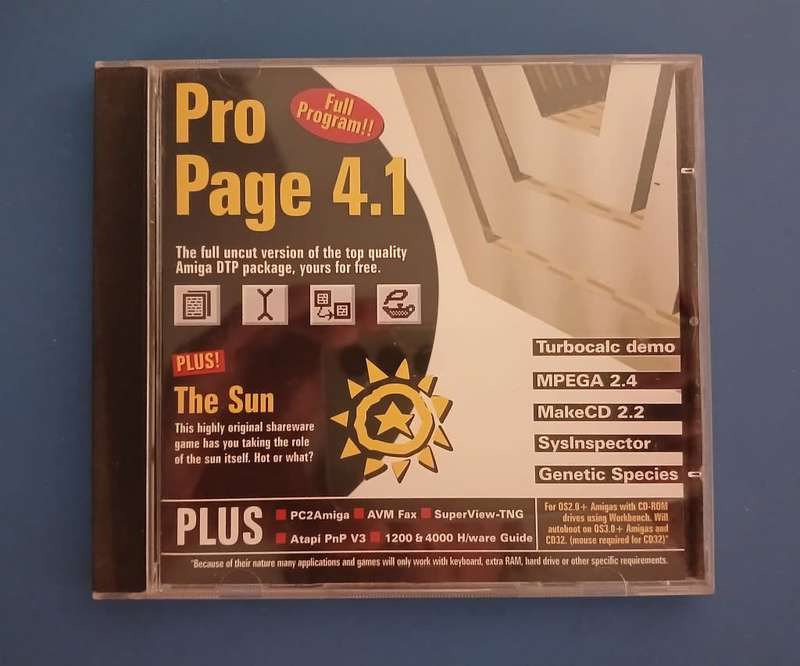 Pro
Page 4.1
Full
Program!!
The full uncut version of the top quality
Amiga DTP package, yours for free.
PLUS!
The Sun
This highly original shareware
game has you taking the role
of the sun itself. Hot or what?
Turbocalc demo
MPEGA 2.4
MakeCD 2.2
SysInspector
Genetic Species
PLUS
PC2Amiga AVM Fax SuperView-TNG
Atapi PnP V3 1200 & 4000 H/ware Guide
For OS2.0+ Amigas with CD-ROM
drives using Workbench. Will
autoboot on OS3.0+ Amigas and
CD32. (mouse required for CD32)*
*Because of their nature many applications and games will only work with keyboard, extra RAM, hard drive or other specific requirements.